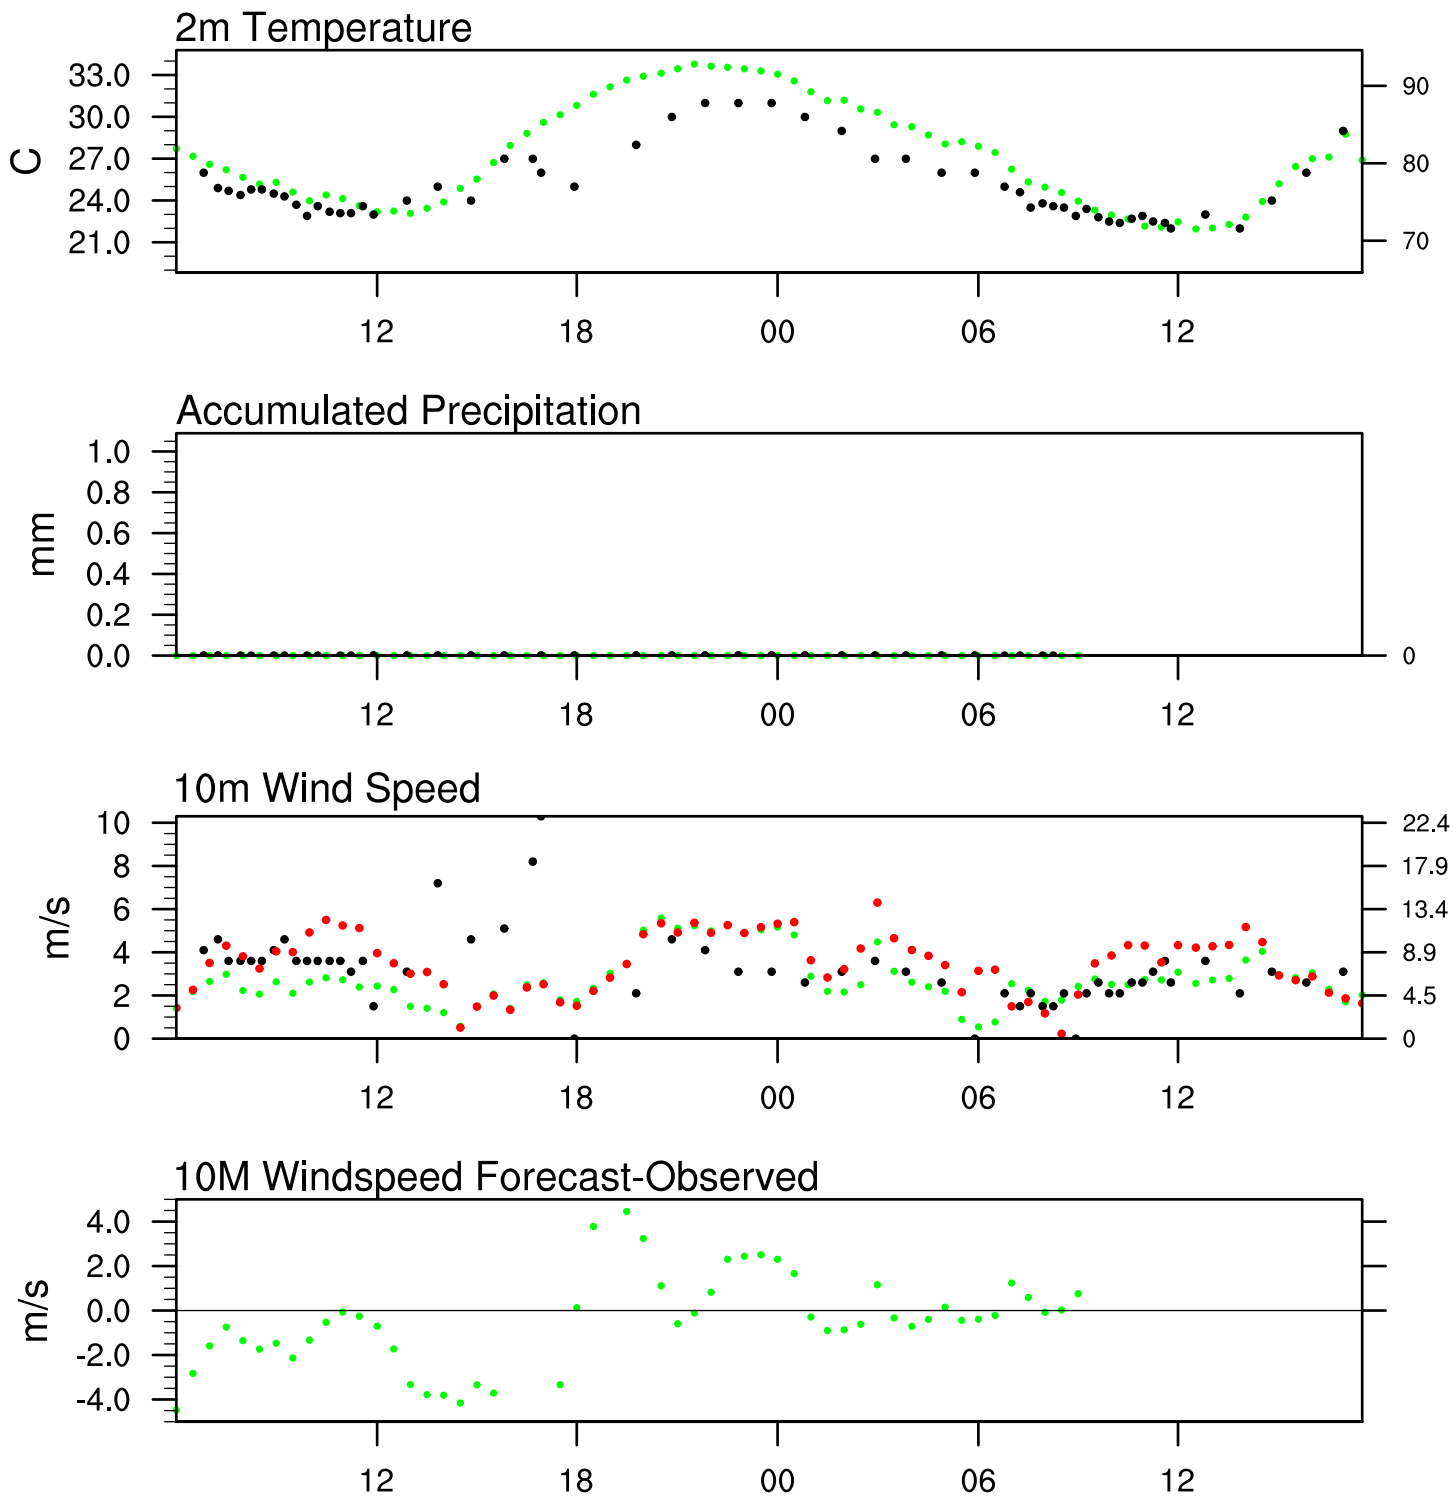 2m Temperature
33.0
30.0
27.0
24.0
21.0
C
90
80
70
12 18 00 06 12
Accumulated Precipitation
1.0
0.8
0.6
0.4
0.2
0.0
mm
0
12 18 00 06 12
10m Wind Speed
10
8
6
4
2
0
m/s
22.4
17.9
13.4
8.9
4.5
0
12 18 00 06 12
10M Windspeed Forecast-Observed
4.0
2.0
0.0
-2.0
-4.0
m/s
12 18 00 06 12